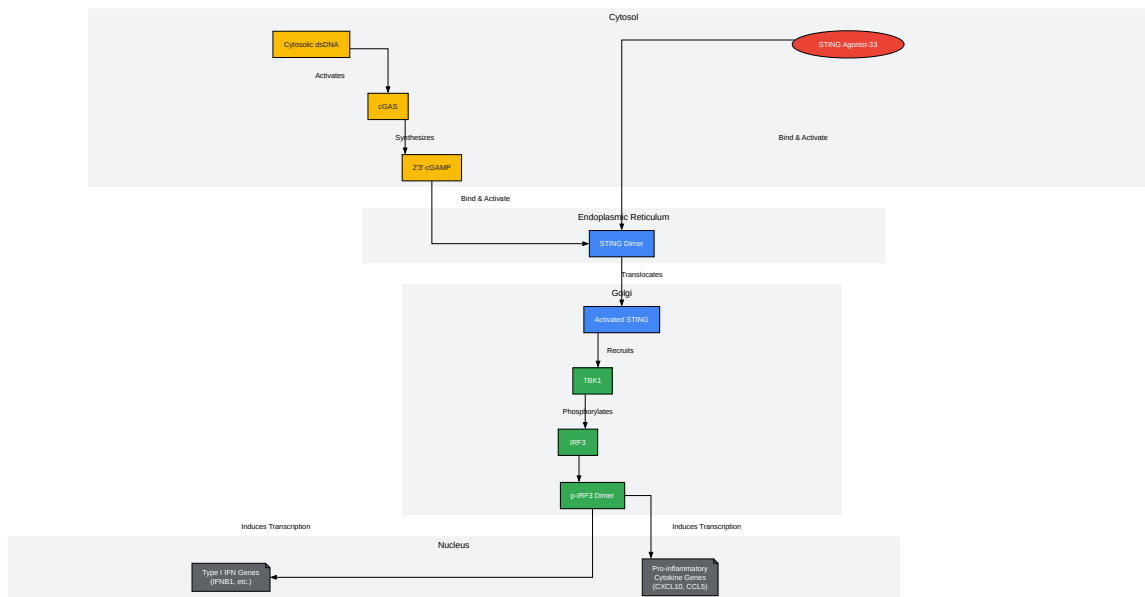 Cytosol
Cytosolic dsDNA
STING Agonist-33
Activates
cGAS
Synthesizes
Bind & Activate
2'3'-cGAMP
Bind & Activate
Endoplasmic Reticulum
STING Dimer
Translocates
Golgi
Activated STING
Recruits
TBK1
Phosphorylates
IRF3
p-IRF3 Dimer
Induces Transcription
Induces Transcription
Nucleus
Type I IFN Genes
(IFNB1, etc.)
Pro-inflammatory
Cytokine Genes
(CXCL10, CCL5)